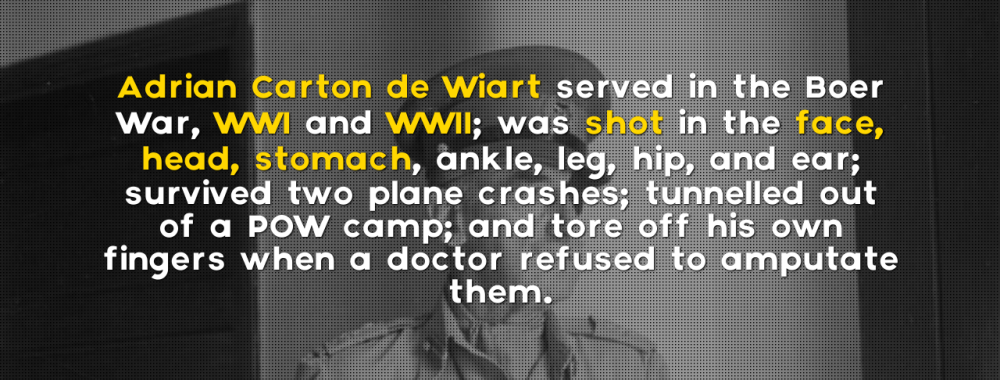 Adrian Carton de Wiart served in the Boer
War, WWI and WWII; was shot in the face,
head, stomach, ankle, leg, hip, and ear;
survived two plane crashes; tunnelled out
of a POW camp; and tore off his own
fingers when a doctor refused to amputate
them.